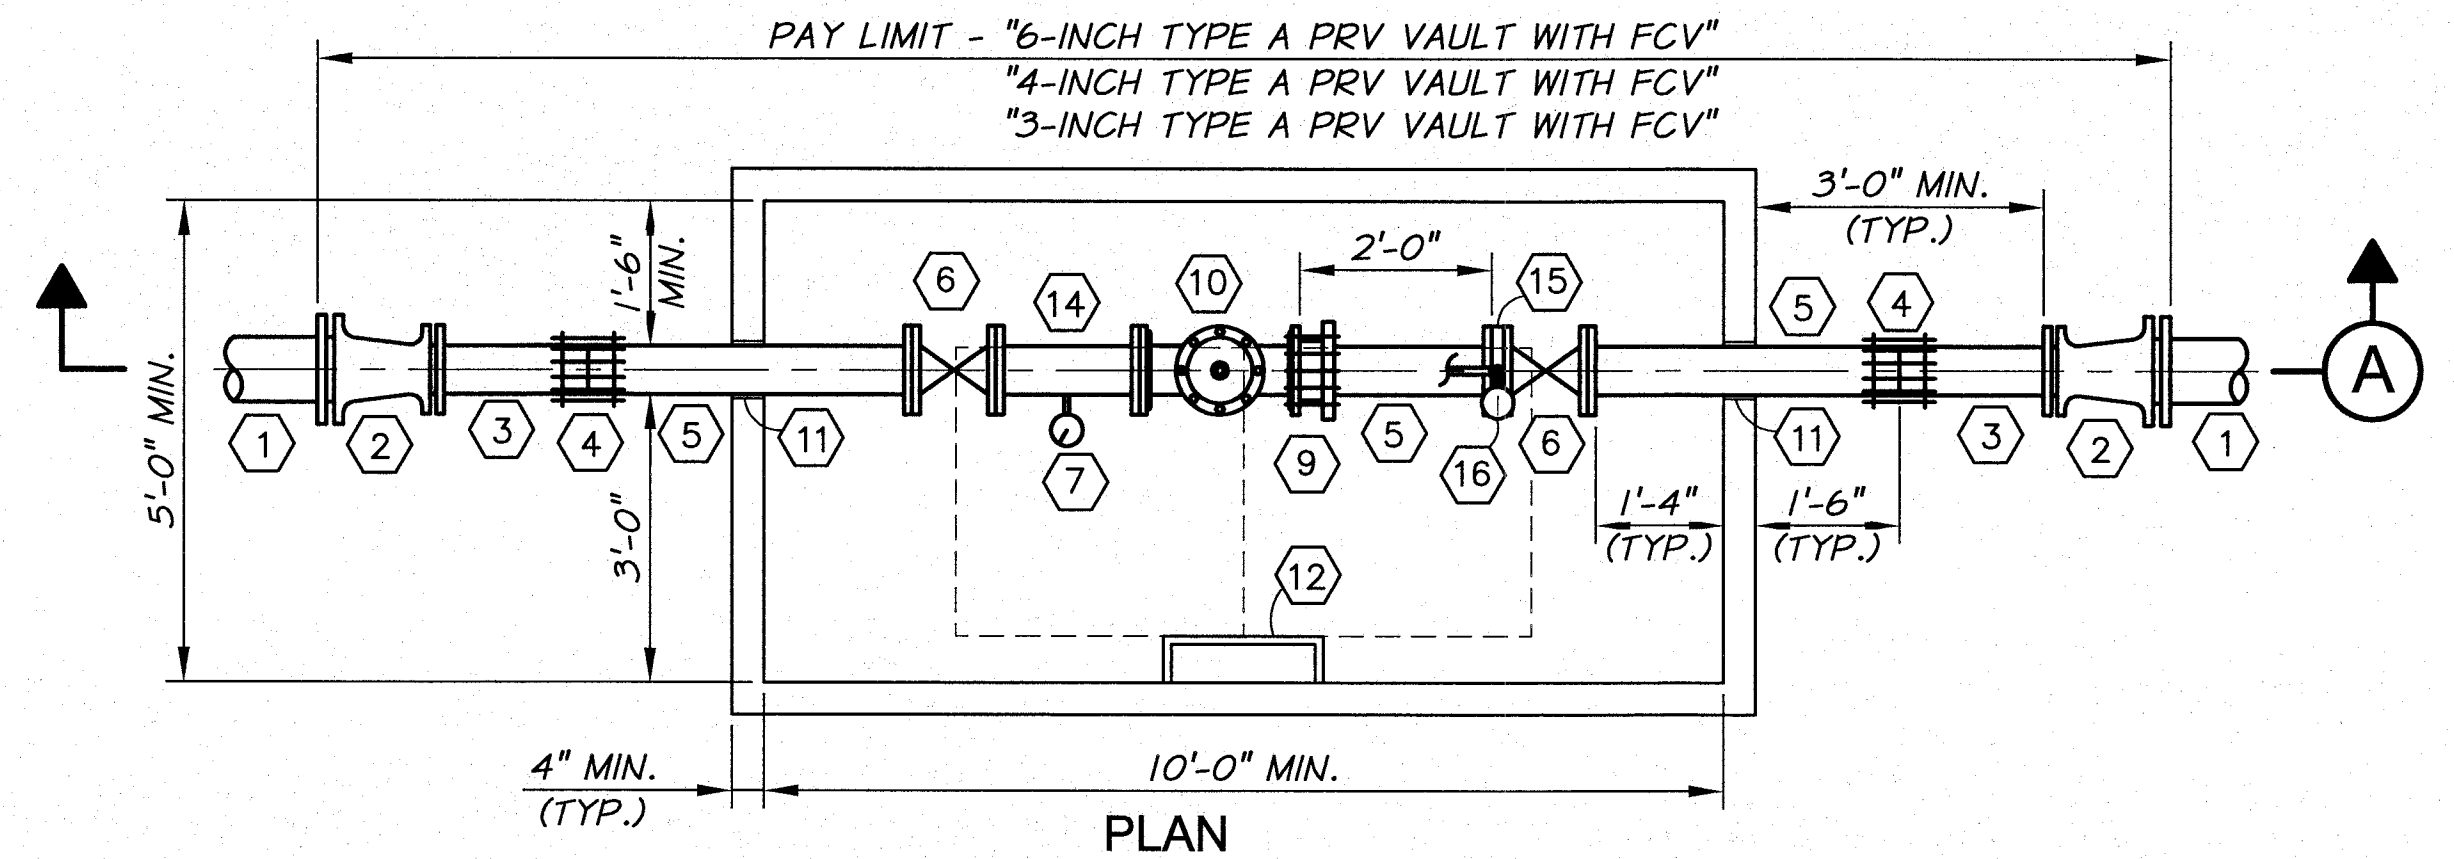 PAY LIMIT - "6-INCH TYPE A PRV VAULT WITH FCV"
"4-INCH TYPE A PRV VAULT WITH FCV"
"3-INCH TYPE A PRV VAULT WITH FCV"
3'-0" MIN.
(TYP.)
1'-6"
MIN.
2'-0"
6
14
10
15
5
4
5'-0" MIN.
A
1
2
3
4
5
11
7
9
5
16
6
11
3
2
1
3'-0"
1'-4"
(TYP.)
1'-6"
(TYP.)
12
4" MIN.
(TYP.)
10'-0" MIN.
PLAN